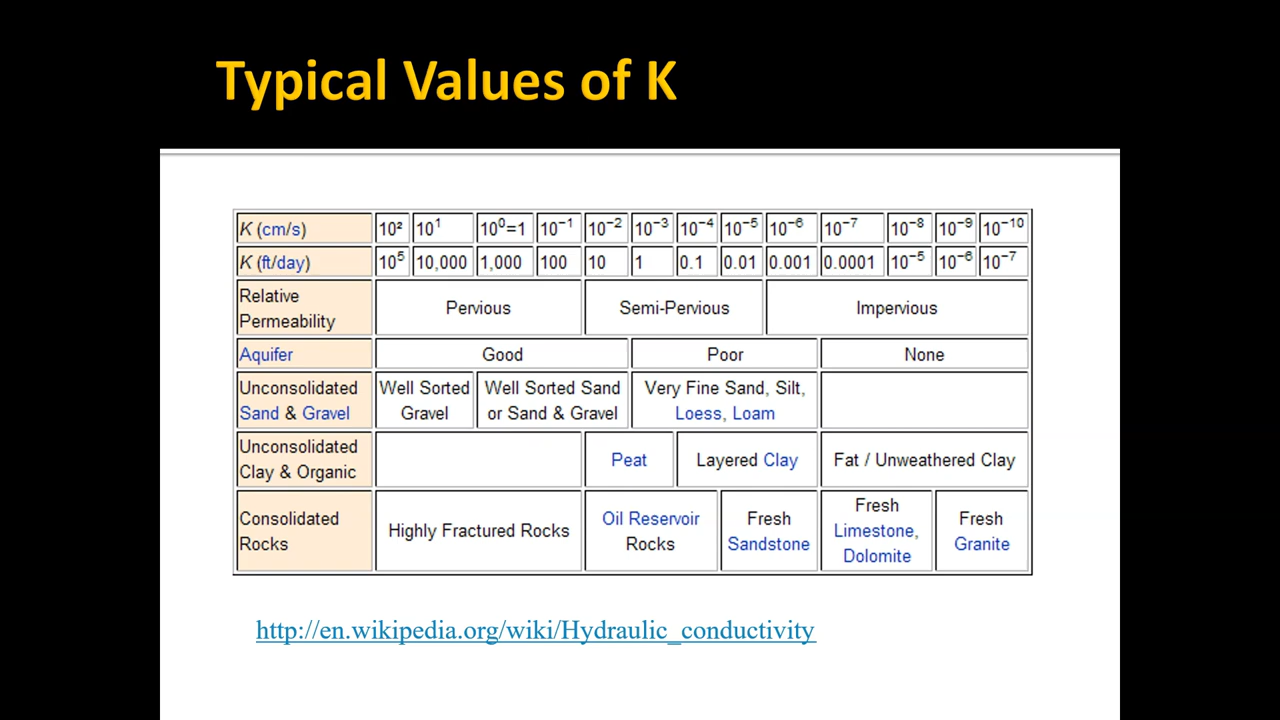 Typical Values of K
K (cm/s) 10² 10¹ 10⁰=1 10⁻¹ 10⁻² 10⁻³ 10⁻⁴ 10⁻⁵ 10⁻⁶ 10⁻⁷ 10⁻⁸ 10⁻⁹ 10⁻¹⁰
K (ft/day) 10⁵ 10,000 1,000 100 10 1 0.1 0.01 0.001 0.0001 10⁻⁵ 10⁻⁶ 10⁻⁷
Relative
Permeability
Pervious
Semi-Pervious
Impervious
Aquifer Good Poor None
Unconsolidated
Sand & Gravel
Well Sorted
Gravel
Well Sorted Sand
or Sand & Gravel
Very Fine Sand, Silt,
Loess, Loam
Unconsolidated
Clay & Organic
Peat
Layered Clay
Fat / Unweathered Clay
Consolidated
Rocks
Highly Fractured Rocks
Oil Reservoir
Rocks
Fresh
Sandstone
Fresh
Limestone,
Dolomite
Fresh
Granite
http://en.wikipedia.org/wiki/Hydraulic_conductivity